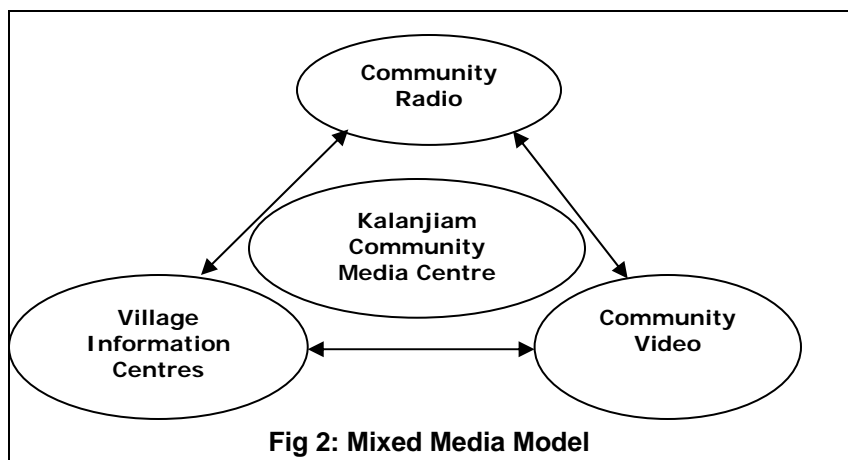 Community
Radio
Kalanjiam
Community
Media Centre
Village
Information
Centres
Community
Video
Fig 2: Mixed Media Model